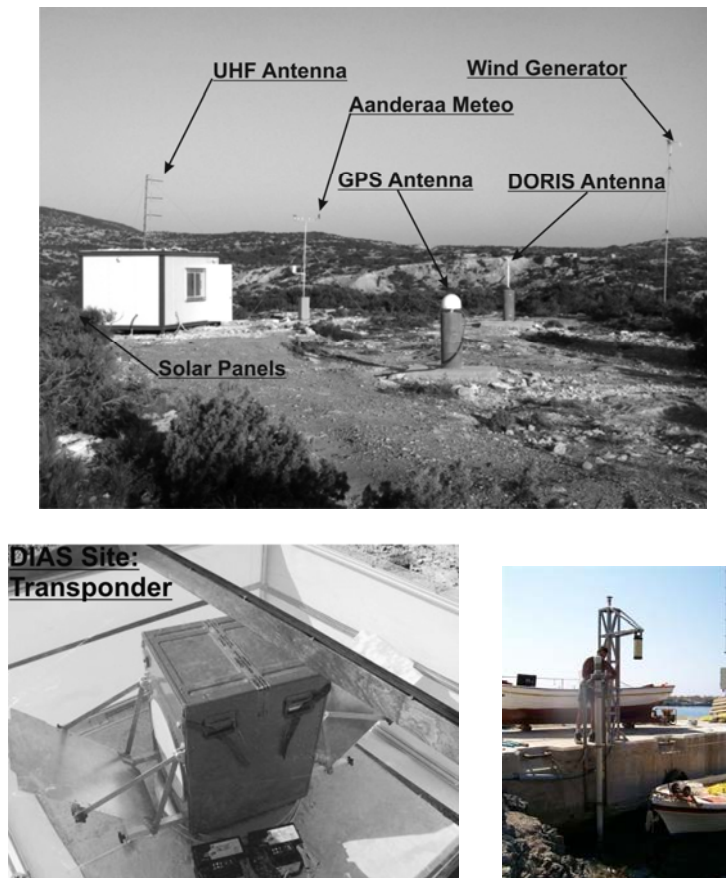 UHF Antenna
Wind Generator
Aanderaa Meteo
GPS Antenna
DORIS Antenna
Solar Panels
DIAS Site:
Transponder